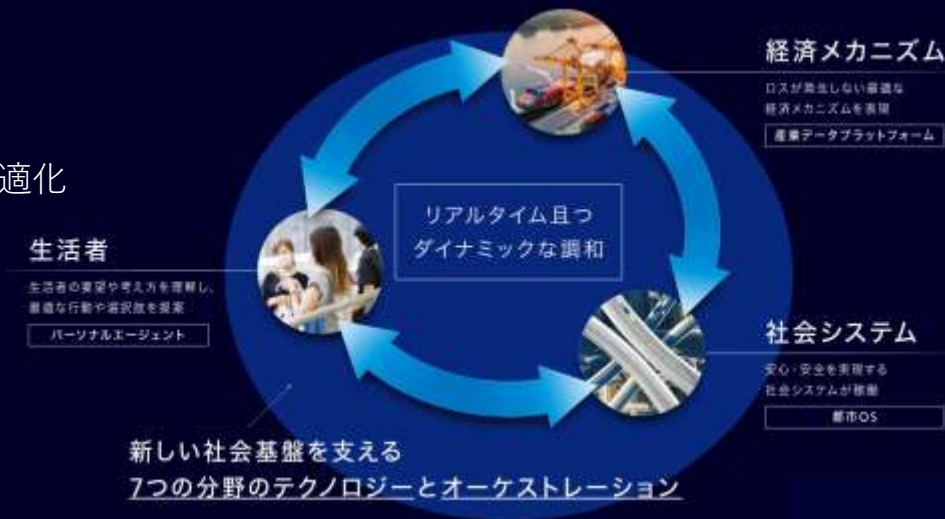 経済メカニズム
ロスが発生しない最適な
経済メカニズムを表現
産業データプラットフォーム
適化
リアルタイム且つ
ダイナミックな調和
生活者
生活者の要望や考え方を理解し、
最適な行動や選択肢を提案
パーソナルエージェント
社会システム
安心・安全を実現する
社会システムが稼働
都市OS
新しい社会基盤を支える
7つの分野のテクノロジーとオーケストレーション